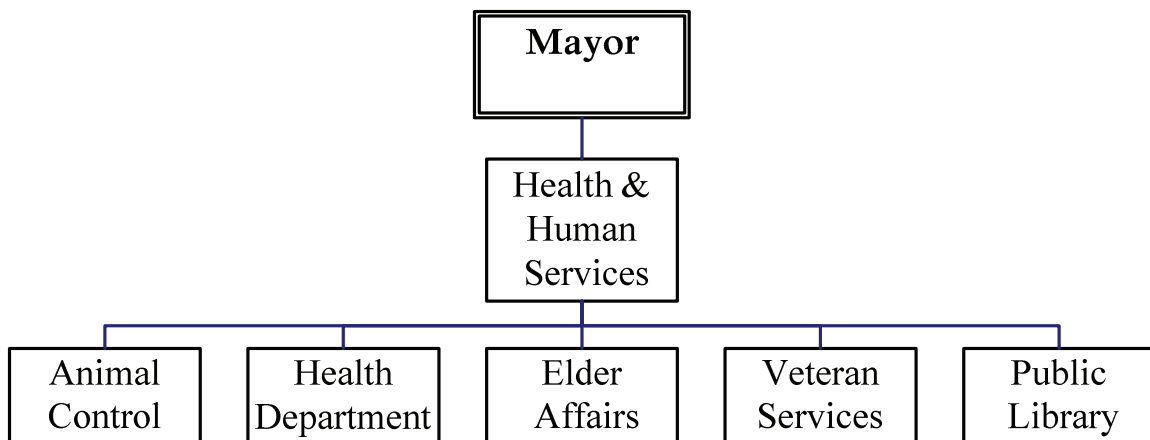 Mayor
Health &
Human
Services
Animal
Control
Health
Department
Elder
Affairs
Veteran
Services
Public
Library